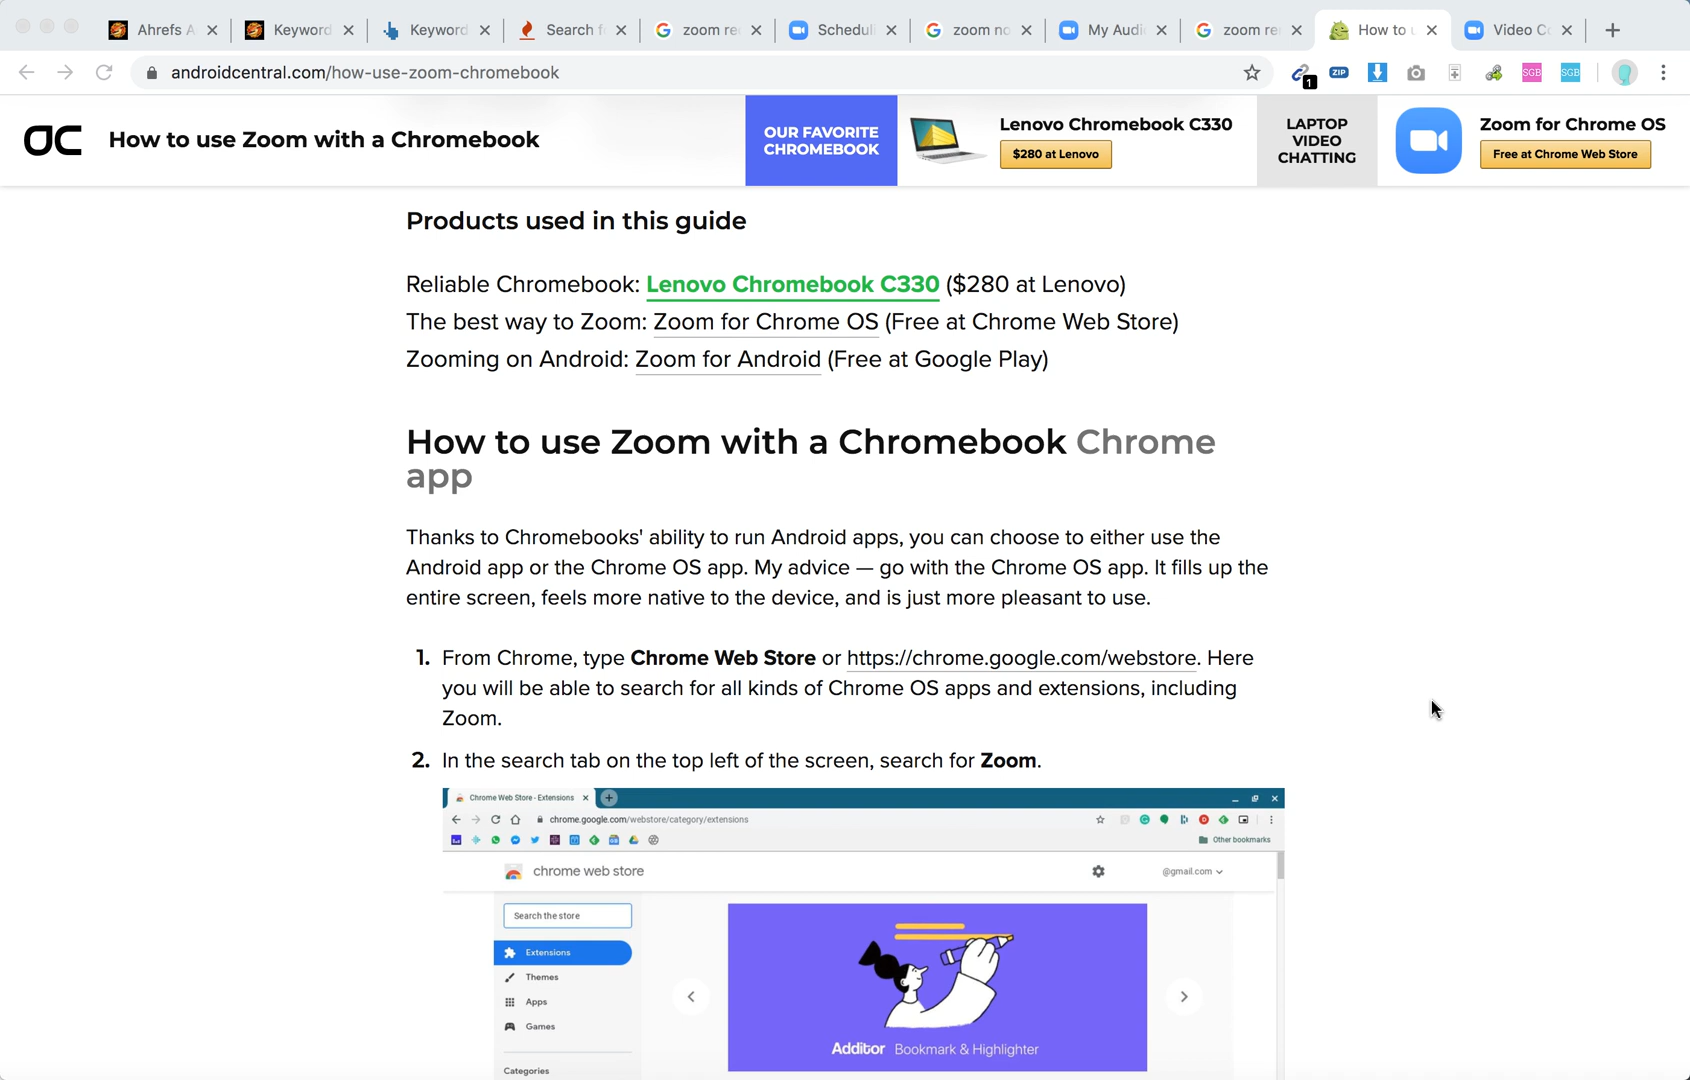 Ahrefs A
Keyword
Keyword
Search f
zoom re
Schedul
zoom no
My Audi
zoom re
How to u
Video C
androidcentral.com/how-use-zoom-chromebook
1
ZIP
SGB
SGB
How to use Zoom with a Chromebook
OUR FAVORITE
CHROMEBOOK
Lenovo Chromebook C330
$280 at Lenovo
LAPTOP
VIDEO
CHATTING
Zoom for Chrome OS
Free at Chrome Web Store
Products used in this guide
Reliable Chromebook: Lenovo Chromebook C330 ($280 at Lenovo)
The best way to Zoom: Zoom for Chrome OS (Free at Chrome Web Store)
Zooming on Android: Zoom for Android (Free at Google Play)
How to use Zoom with a Chromebook Chrome
app
Thanks to Chromebooks' ability to run Android apps, you can choose to either use the
Android app or the Chrome OS app. My advice — go with the Chrome OS app. It fills up the
entire screen, feels more native to the device, and is just more pleasant to use.
1. From Chrome, type Chrome Web Store or https://chrome.google.com/webstore. Here
you will be able to search for all kinds of Chrome OS apps and extensions, including
Zoom.
2. In the search tab on the top left of the screen, search for Zoom.
Chrome Web Store - Extensions
chrome.google.com/webstore/category/extensions
Other bookmarks
chrome web store
@gmail.com
Search the store
Extensions
Themes
Apps
Games
Categories
Additor Bookmark & Highlighter